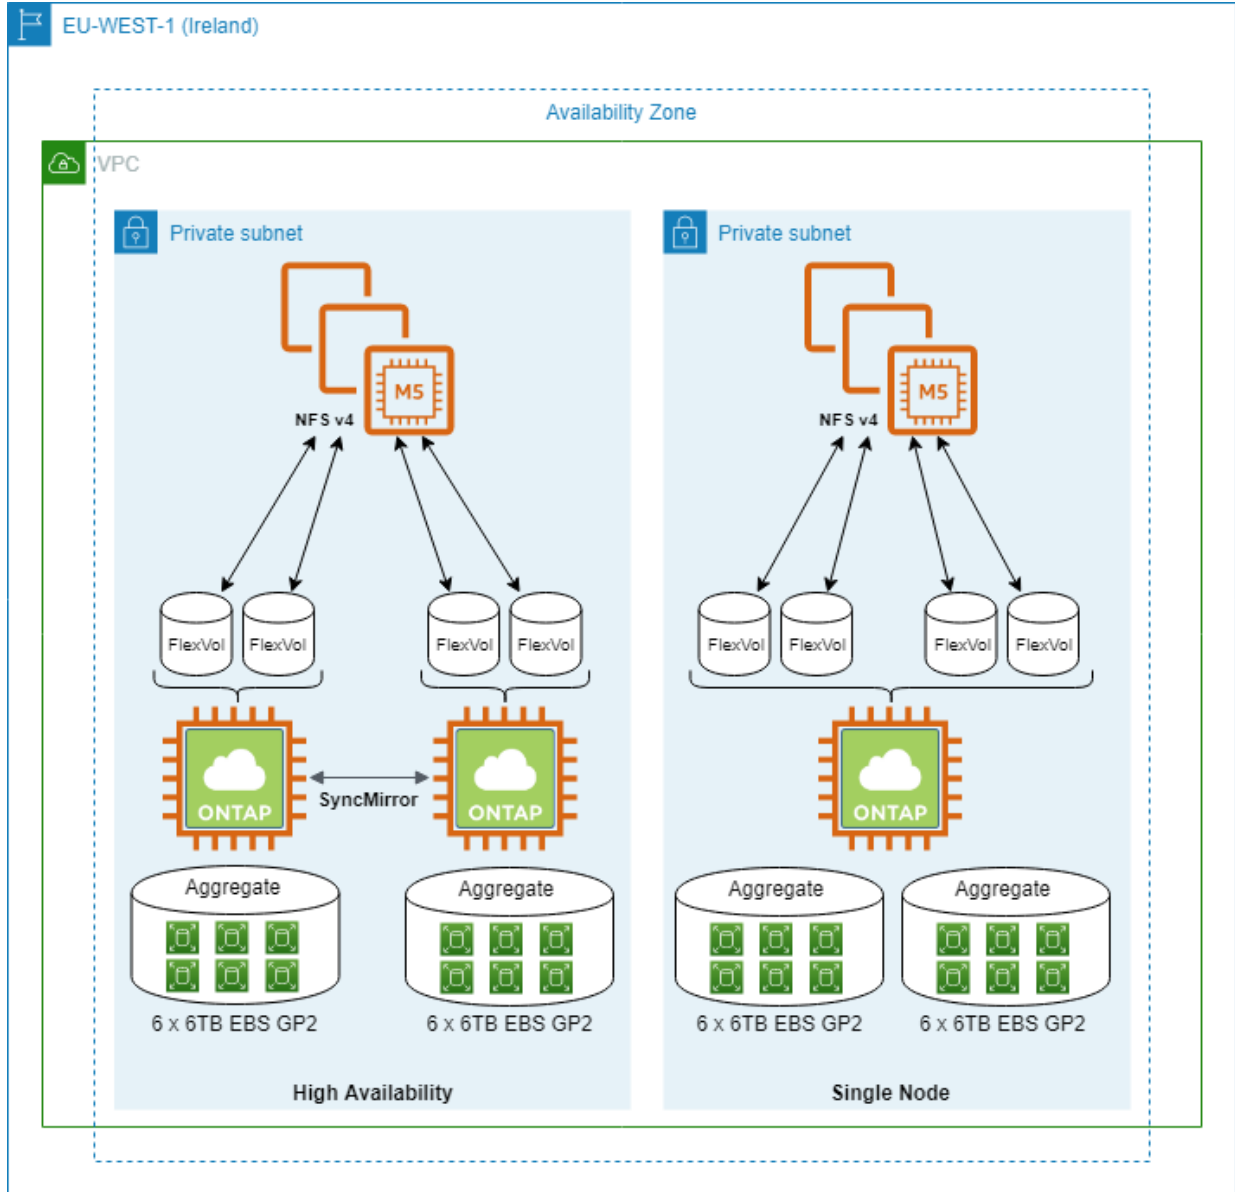 EU-WEST-1 (Ireland)
Availability Zone
VPC
Private subnet
M5
NFS v4
FlexVol
FlexVol
FlexVol
FlexVol
ONTAP
SyncMirror
ONTAP
Aggregate
6 x 6TB EBS GP2
Aggregate
6 x 6TB EBS GP2
High Availability
Private subnet
M5
NFS v4
FlexVol
FlexVol
FlexVol
FlexVol
ONTAP
Aggregate
6 x 6TB EBS GP2
Aggregate
6 x 6TB EBS GP2
Single Node